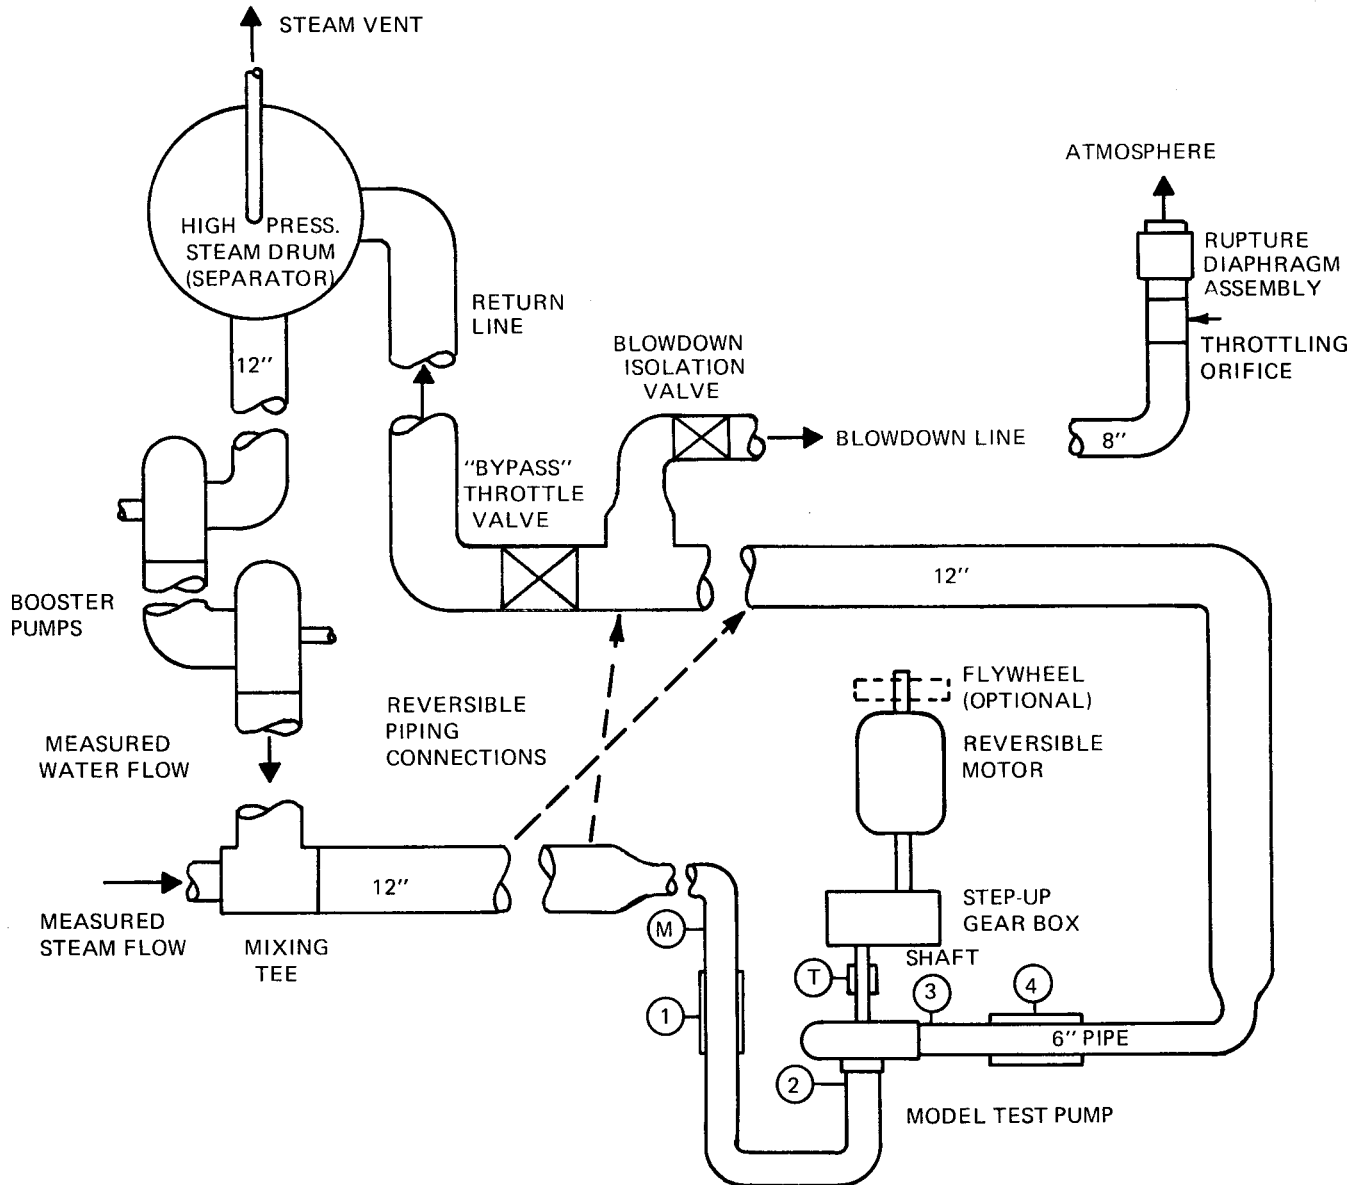 STEAM VENT
ATMOSPHERE
HIGH PRESS.
STEAM DRUM
(SEPARATOR)
RUPTURE
DIAPHRAGM
ASSEMBLY
RETURN
LINE
THROTTLING
ORIFICE
BLOWDOWN
ISOLATION
VALVE
12"
BLOWDOWN LINE
8"
"BYPASS"
THROTTLE
VALVE
12"
BOOSTER
PUMPS
FLYWHEEL
(OPTIONAL)
REVERSIBLE
PIPING
CONNECTIONS
REVERSIBLE
MOTOR
MEASURED
WATER FLOW
12"
STEP-UP
GEAR BOX
MEASURED
STEAM FLOW
MIXING
TEE
M
SHAFT
T
3
4
1
6" PIPE
2
MODEL TEST PUMP